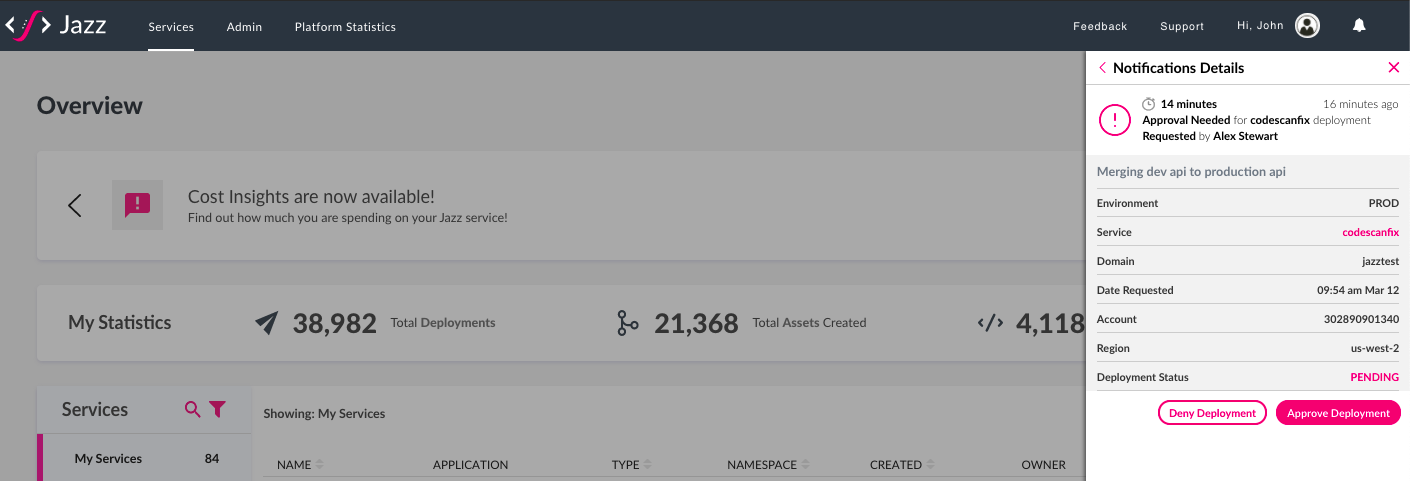 Jazz Services Admin Platform Statistics Feedback Support Hi, John
Notifications Details
14 minutes 16 minutes ago
Approval Needed for codescanfix deployment
Requested by Alex Stewart
Merging dev api to production api
Environment PROD
Service codescanfix
Domain jazztest
Date Requested 09:54 am Mar 12
Account 302890901340
Region us-west-2
Deployment Status PENDING
Deny Deployment Approve Deployment
Overview
Cost Insights are now available!
Find out how much you are spending on your Jazz service!
My Statistics 38,982 Total Deployments 21,368 Total Assets Created 4,118
Services
My Services 84
Showing: My Services
NAME APPLICATION TYPE NAMESPACE CREATED OWNER